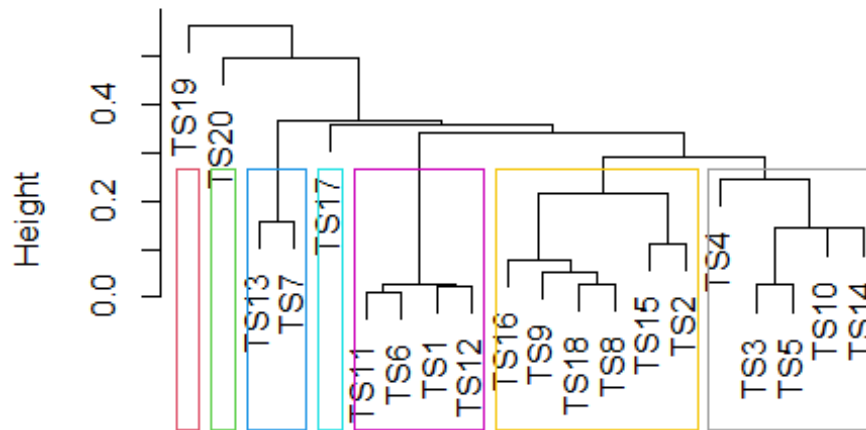 Height
0.0
0.2
0.4
TS19
TS20
TS13
TS7
TS17
TS11
TS6
TS1
TS12
TS16
TS9
TS18
TS8
TS15
TS2
TS4
TS3
TS5
TS10
TS14